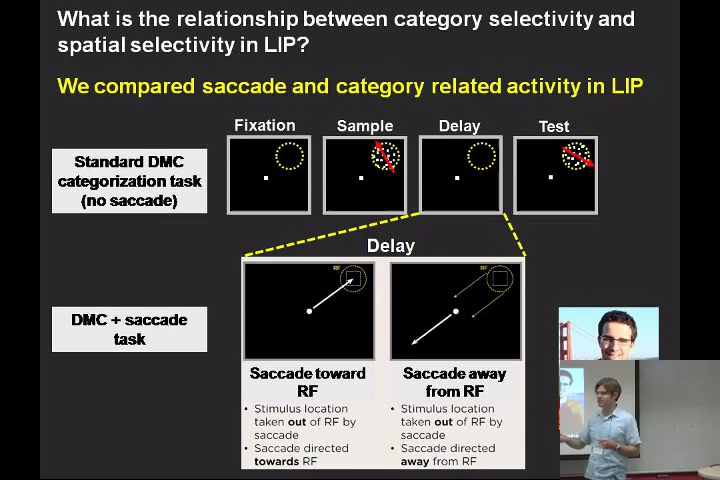 What is the relationship between category selectivity and
spatial selectivity in LIP?
We compared saccade and category related activity in LIP
Fixation Sample Delay Test
Standard DMC
categorization task
(no saccade)
Delay
RF RF
DMC + saccade
task
Saccade toward
RF
• Stimulus location
taken out of RF by
saccade
• Saccade directed
towards RF
Saccade away
from RF
• Stimulus location
taken out of RF by
saccade
• Saccade directed
away from RF